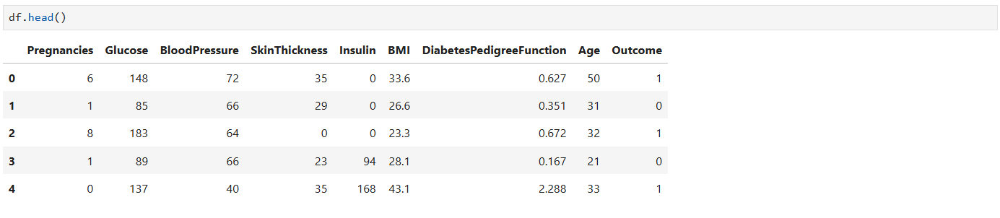 df.head()
Pregnancies Glucose BloodPressure SkinThickness Insulin BMI DiabetesPedigreeFunction Age Outcome
0 6 148 72 35 0 33.6 0.627 50 1
1 1 85 66 29 0 26.6 0.351 31 0
2 8 183 64 0 0 23.3 0.672 32 1
3 1 89 66 23 94 28.1 0.167 21 0
4 0 137 40 35 168 43.1 2.288 33 1